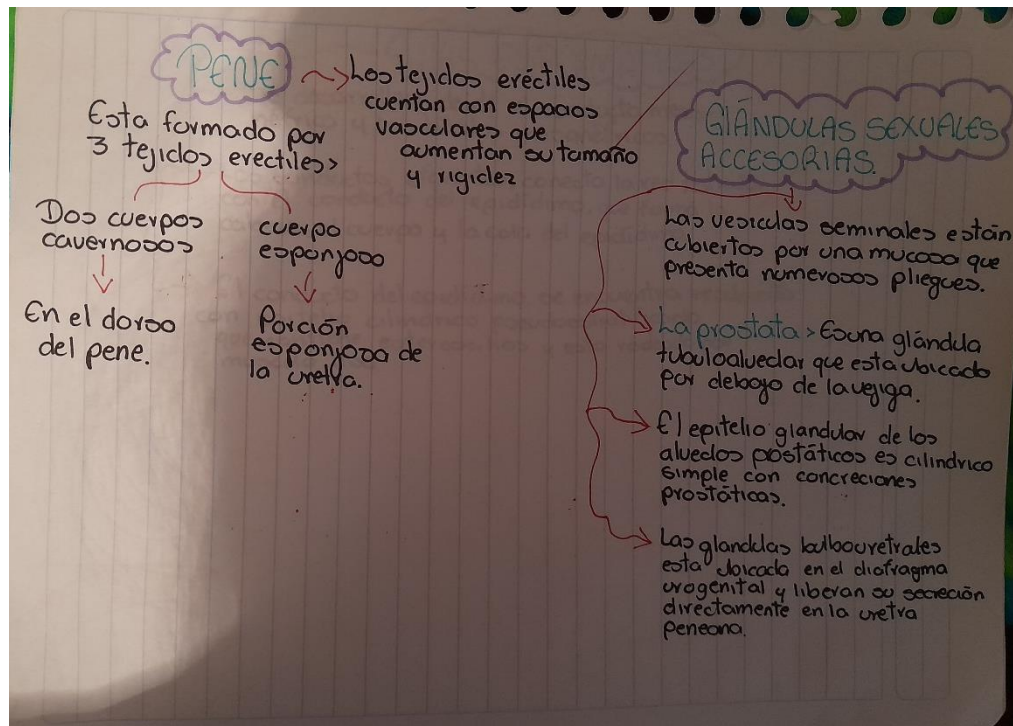 PENE
Los tejidos eréctiles
cuentan con espacios
vasculares que
aumentan su tamaño
y rigidez
Esta formado por
3 tejidos erectiles>
Dos cuerpos
cavernosos
cuerpo
esponjoso
En el dorso
del pene.
Porción
esponjosa de
la uretra.
GLÁNDULAS SEXUALES
ACCESORIAS.
Las vesiculas seminales están
cubiertos por una mucosa que
presenta numerosos pliegues.
La prostata > Es una glándula
tubuloalveolar que esta ubicado
por debajo de la vejiga.
El epitelio glandular de los
alveolos prostáticos es cilindrico
simple con concreciones
prostáticas.
Las glandulas bulbouretrales
esta ubicada en el diafragma
urogenital y liberan su secreción
directamente en la uretra
peneana.